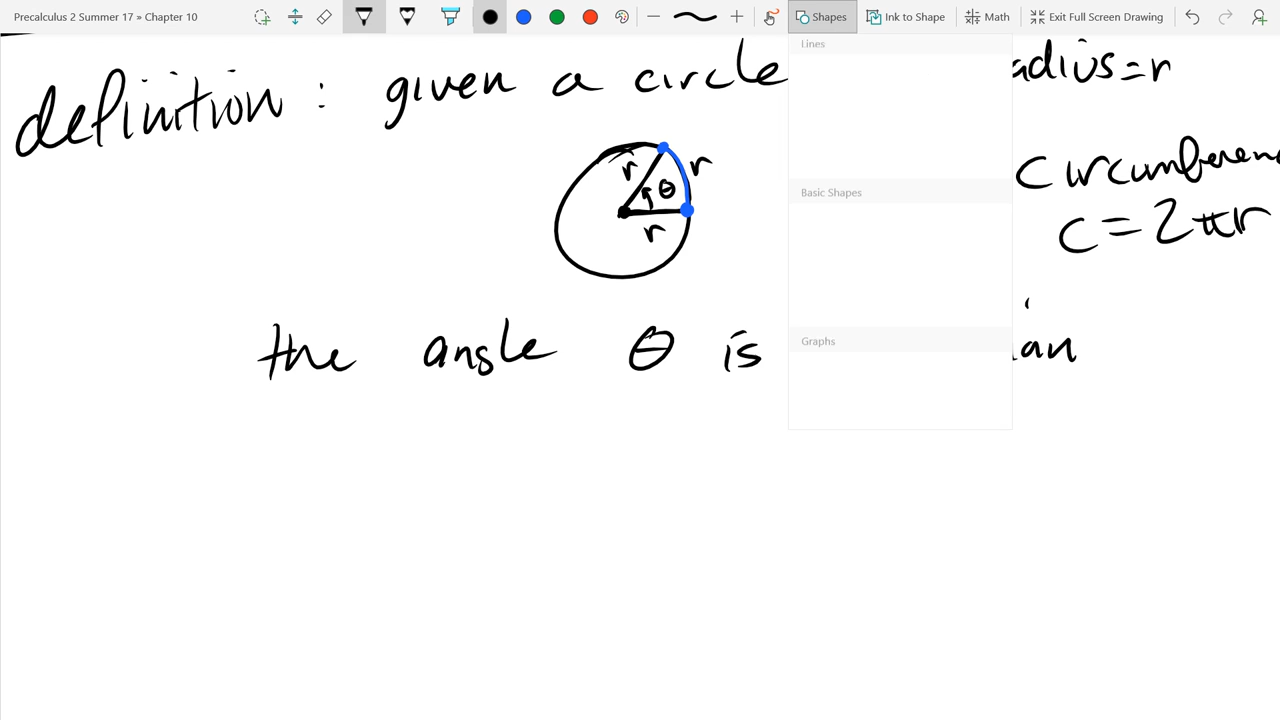 Precalculus 2 Summer 17 » Chapter 10
Shapes
Ink to Shape
Math
Exit Full Screen Drawing
Lines
definition : given a circle adius=r
r r
θ
r
Basic Shapes
Circumferen
C=2πr
Graphs
the angle θ is ian